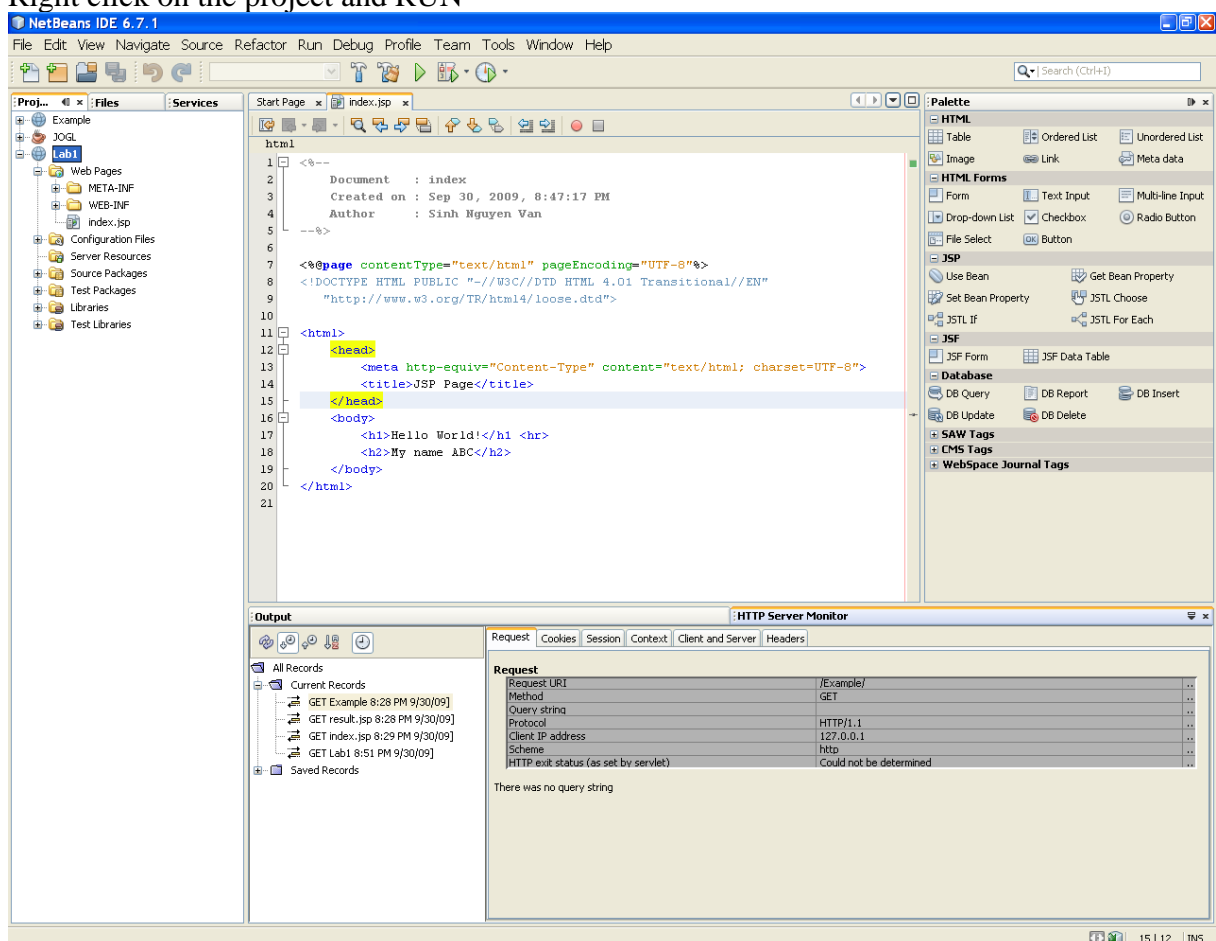 Right click on the project and RUN
NetBeans IDE 6.7.1
File Edit View Navigate Source Refactor Run Debug Profile Team Tools Window Help
Search (Ctrl+I)
Proj... Files Services
Example
JOGL
Lab1
Web Pages
META-INF
WEB-INF
index.jsp
Configuration Files
Server Resources
Source Packages
Test Packages
Libraries
Test Libraries
Start Page index.jsp
html
1 <%--
2 Document : index
3 Created on : Sep 30, 2009, 8:47:17 PM
4 Author : Sinh Nguyen Van
5 --%>
6
7 <%@page contentType="text/html" pageEncoding="UTF-8"%>
8 <!DOCTYPE HTML PUBLIC "-//W3C//DTD HTML 4.01 Transitional//EN"
9 "http://www.w3.org/TR/html4/loose.dtd">
10
11 <html>
12 <head>
13 <meta http-equiv="Content-Type" content="text/html; charset=UTF-8">
14 <title>JSP Page</title>
15 </head>
16 <body>
17 <h1>Hello World!</h1 <hr>
18 <h2>My name ABC</h2>
19 </body>
20 </html>
21
Palette
HTML
Table Ordered List Unordered List
Image Link Meta data
HTML Forms
Form Text Input Multi-line Input
Drop-down List Checkbox Radio Button
File Select OK Button
JSP
Use Bean Get Bean Property
Set Bean Property JSTL Choose
JSTL If JSTL For Each
JSF
JSF Form JSF Data Table
Database
DB Query DB Report DB Insert
DB Update DB Delete
SAW Tags
CMS Tags
WebSpace Journal Tags
Output
All Records
Current Records
GET Example 8:28 PM 9/30/09]
GET result.jsp 8:28 PM 9/30/09]
GET index.jsp 8:29 PM 9/30/09]
GET Lab1 8:51 PM 9/30/09]
Saved Records
HTTP Server Monitor
Request Cookies Session Context Client and Server Headers
Request
Request URI /Example/ ..
Method GET ..
Query string ..
Protocol HTTP/1.1 ..
Client IP address 127.0.0.1 ..
Scheme http ..
HTTP exit status (as set by servlet) Could not be determined ..
There was no query string
15 | 12 INS